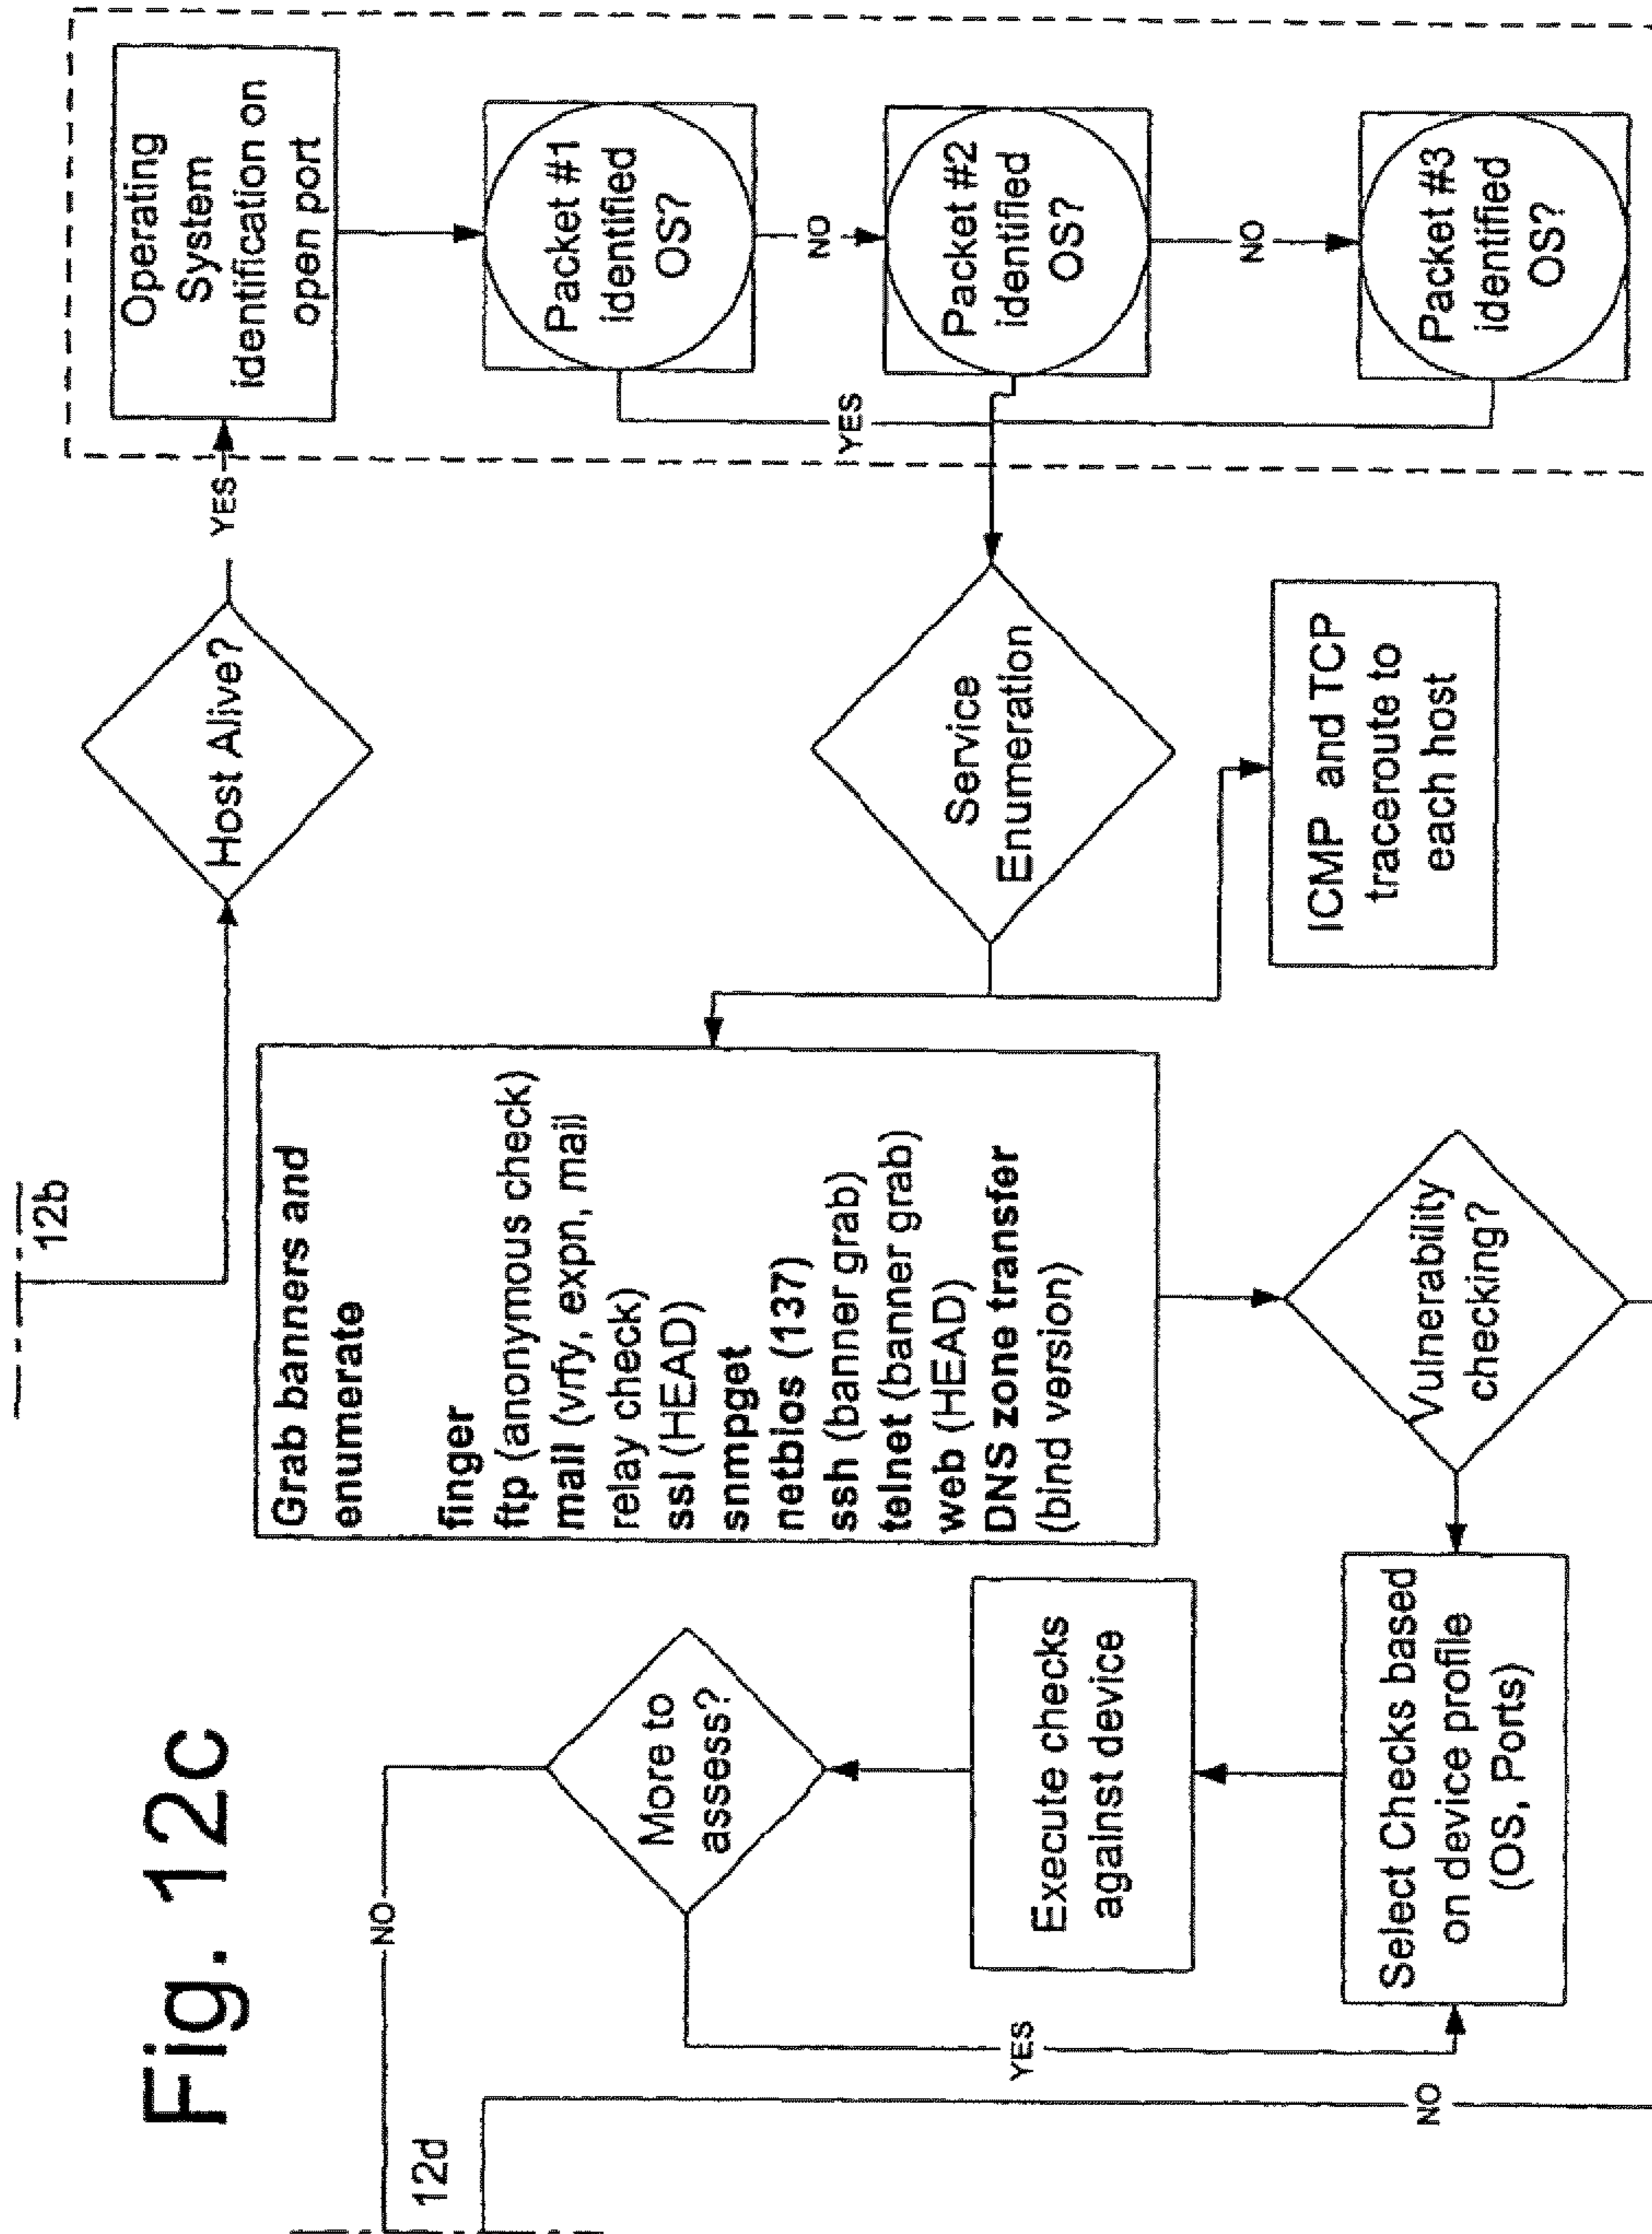 Fig. 12c
12b
Host Alive?
YES
Operating
System
identification on
open port
Packet #1
identified
OS?
NO
Packet #2
identified
OS?
NO
Packet #3
identified
OS?
YES
Service
Enumeration
ICMP and TCP
traceroute to
each host
Grab banners and
enumerate
finger
ftp (anonymous check)
mail (vrfy, expn, mail
relay check)
ssl (HEAD)
snmpget
netbios (137)
ssh (banner grab)
telnet (banner grab)
web (HEAD)
DNS zone transfer
(bind version)
Vulnerability
checking?
Select Checks based
on device profile
(OS, Ports)
Execute checks
against device
More to
assess?
NO
YES
NO
12d